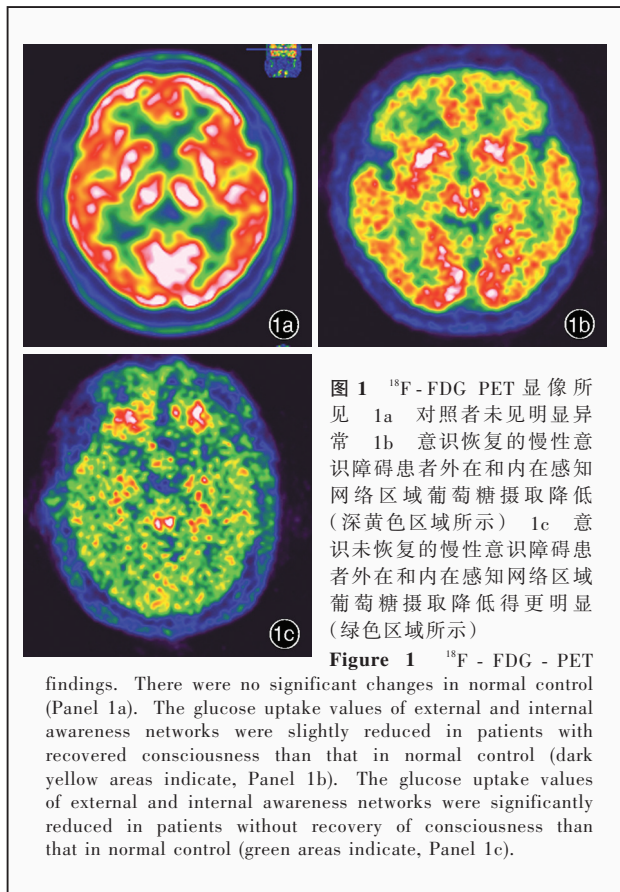 1a
1b
1c
图 1 ¹⁸F - FDG PET 显像所
见 1a 对照者未见明显异
常 1b 意识恢复的慢性意
识障碍患者外在和内在感知
网络区域葡萄糖摄取降低
(深黄色区域所示) 1c 意
识未恢复的慢性意识障碍患
者外在和内在感知网络区域
葡萄糖摄取降低得更明显
(绿色区域所示)
Figure 1 ¹⁸F - FDG - PET
findings. There were no significant changes in normal control
(Panel 1a). The glucose uptake values of external and internal
awareness networks were slightly reduced in patients with
recovered consciousness than that in normal control (dark
yellow areas indicate, Panel 1b). The glucose uptake values
of external and internal awareness networks were significantly
reduced in patients without recovery of consciousness than
that in normal control (green areas indicate, Panel 1c).